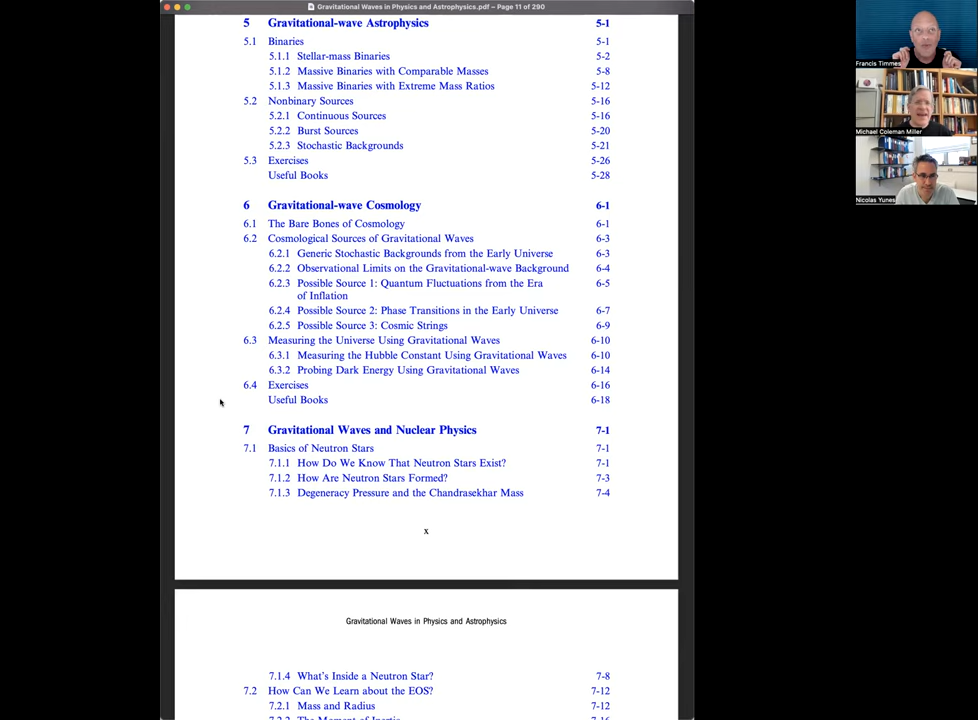 Gravitational Waves in Physics and Astrophysics.pdf – Page 11 of 290
5 Gravitational-wave Astrophysics 5-1
5.1 Binaries 5-1
5.1.1 Stellar-mass Binaries 5-2
5.1.2 Massive Binaries with Comparable Masses 5-8
5.1.3 Massive Binaries with Extreme Mass Ratios 5-12
5.2 Nonbinary Sources 5-16
5.2.1 Continuous Sources 5-16
5.2.2 Burst Sources 5-20
5.2.3 Stochastic Backgrounds 5-21
5.3 Exercises 5-26
Useful Books 5-28
6 Gravitational-wave Cosmology 6-1
6.1 The Bare Bones of Cosmology 6-1
6.2 Cosmological Sources of Gravitational Waves 6-3
6.2.1 Generic Stochastic Backgrounds from the Early Universe 6-3
6.2.2 Observational Limits on the Gravitational-wave Background 6-4
6.2.3 Possible Source 1: Quantum Fluctuations from the Era 6-5
of Inflation
6.2.4 Possible Source 2: Phase Transitions in the Early Universe 6-7
6.2.5 Possible Source 3: Cosmic Strings 6-9
6.3 Measuring the Universe Using Gravitational Waves 6-10
6.3.1 Measuring the Hubble Constant Using Gravitational Waves 6-10
6.3.2 Probing Dark Energy Using Gravitational Waves 6-14
6.4 Exercises 6-16
Useful Books 6-18
7 Gravitational Waves and Nuclear Physics 7-1
7.1 Basics of Neutron Stars 7-1
7.1.1 How Do We Know That Neutron Stars Exist? 7-1
7.1.2 How Are Neutron Stars Formed? 7-3
7.1.3 Degeneracy Pressure and the Chandrasekhar Mass 7-4
x
Gravitational Waves in Physics and Astrophysics
7.1.4 What's Inside a Neutron Star? 7-8
7.2 How Can We Learn about the EOS? 7-12
7.2.1 Mass and Radius 7-12
7.2.2 The Moment of Inertia 7-16
Francis Timmes
Michael Coleman Miller
Nicolas Yunes